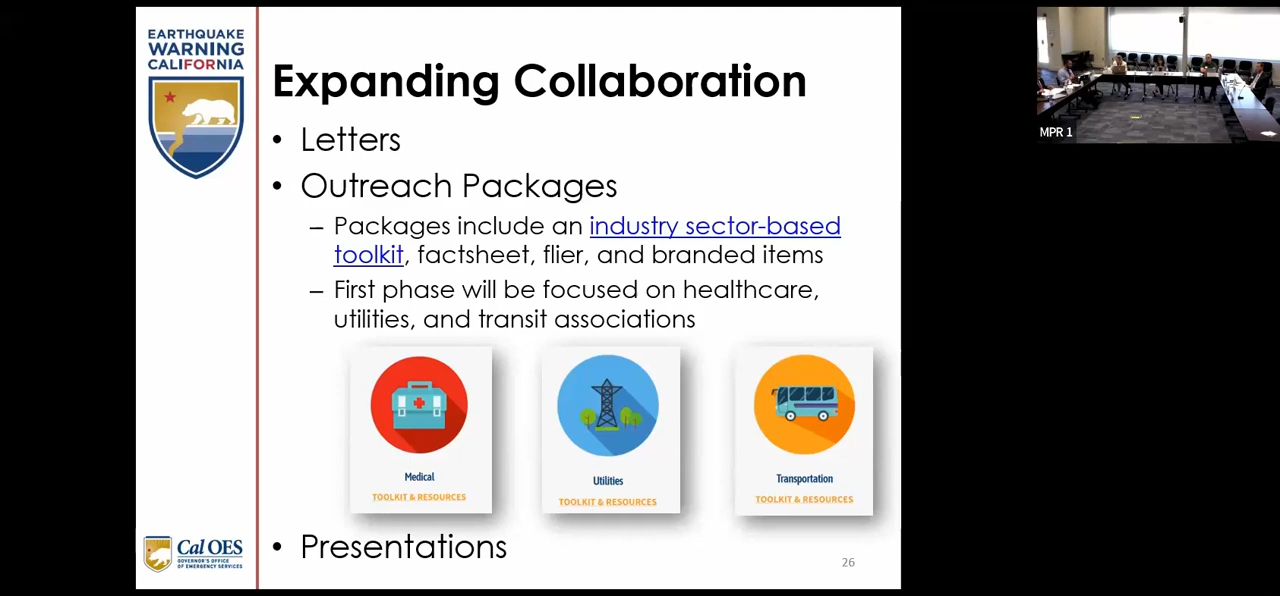 EARTHQUAKE
WARNING
CALIFORNIA
Expanding Collaboration
• Letters
• Outreach Packages
– Packages include an industry sector-based
toolkit, factsheet, flier, and branded items
– First phase will be focused on healthcare,
utilities, and transit associations
Medical
TOOLKIT & RESOURCES
Utilities
TOOLKIT & RESOURCES
Transportation
TOOLKIT & RESOURCES
• Presentations
Cal OES
GOVERNOR'S OFFICE
OF EMERGENCY SERVICES
26
MPR 1